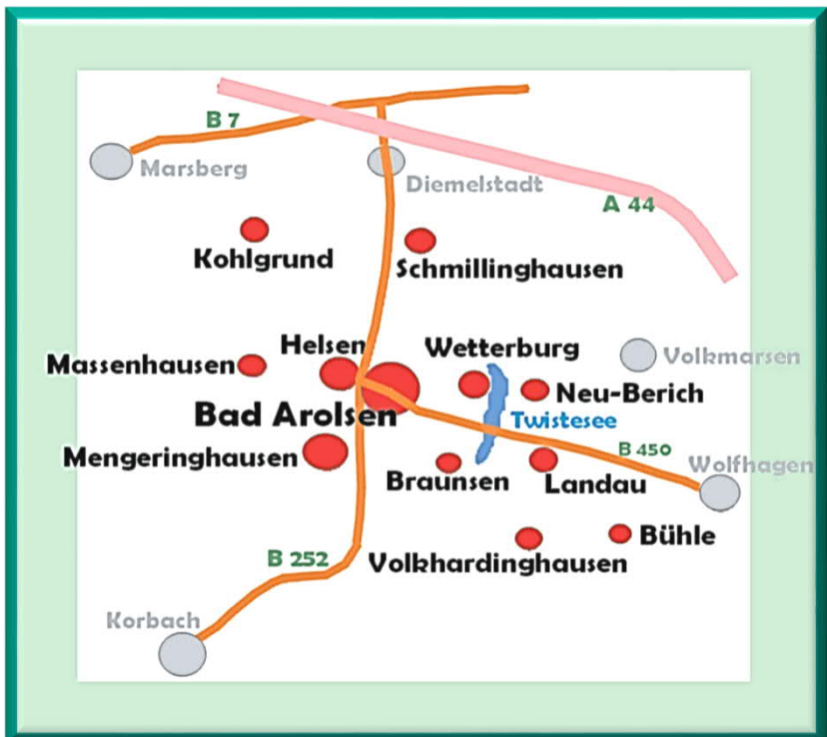 B 7
Marsberg
Diemelstadt
A 44
Kohlgrund
Schmillinghausen
Helsen
Wetterburg
Volkmarsen
Massenhausen
Neu-Berich
Bad Arolsen
Twistesee
Mengeringhausen
B 450
Wolfhagen
Braunsen
Landau
Bühle
B 252
Volkhardinghausen
Korbach